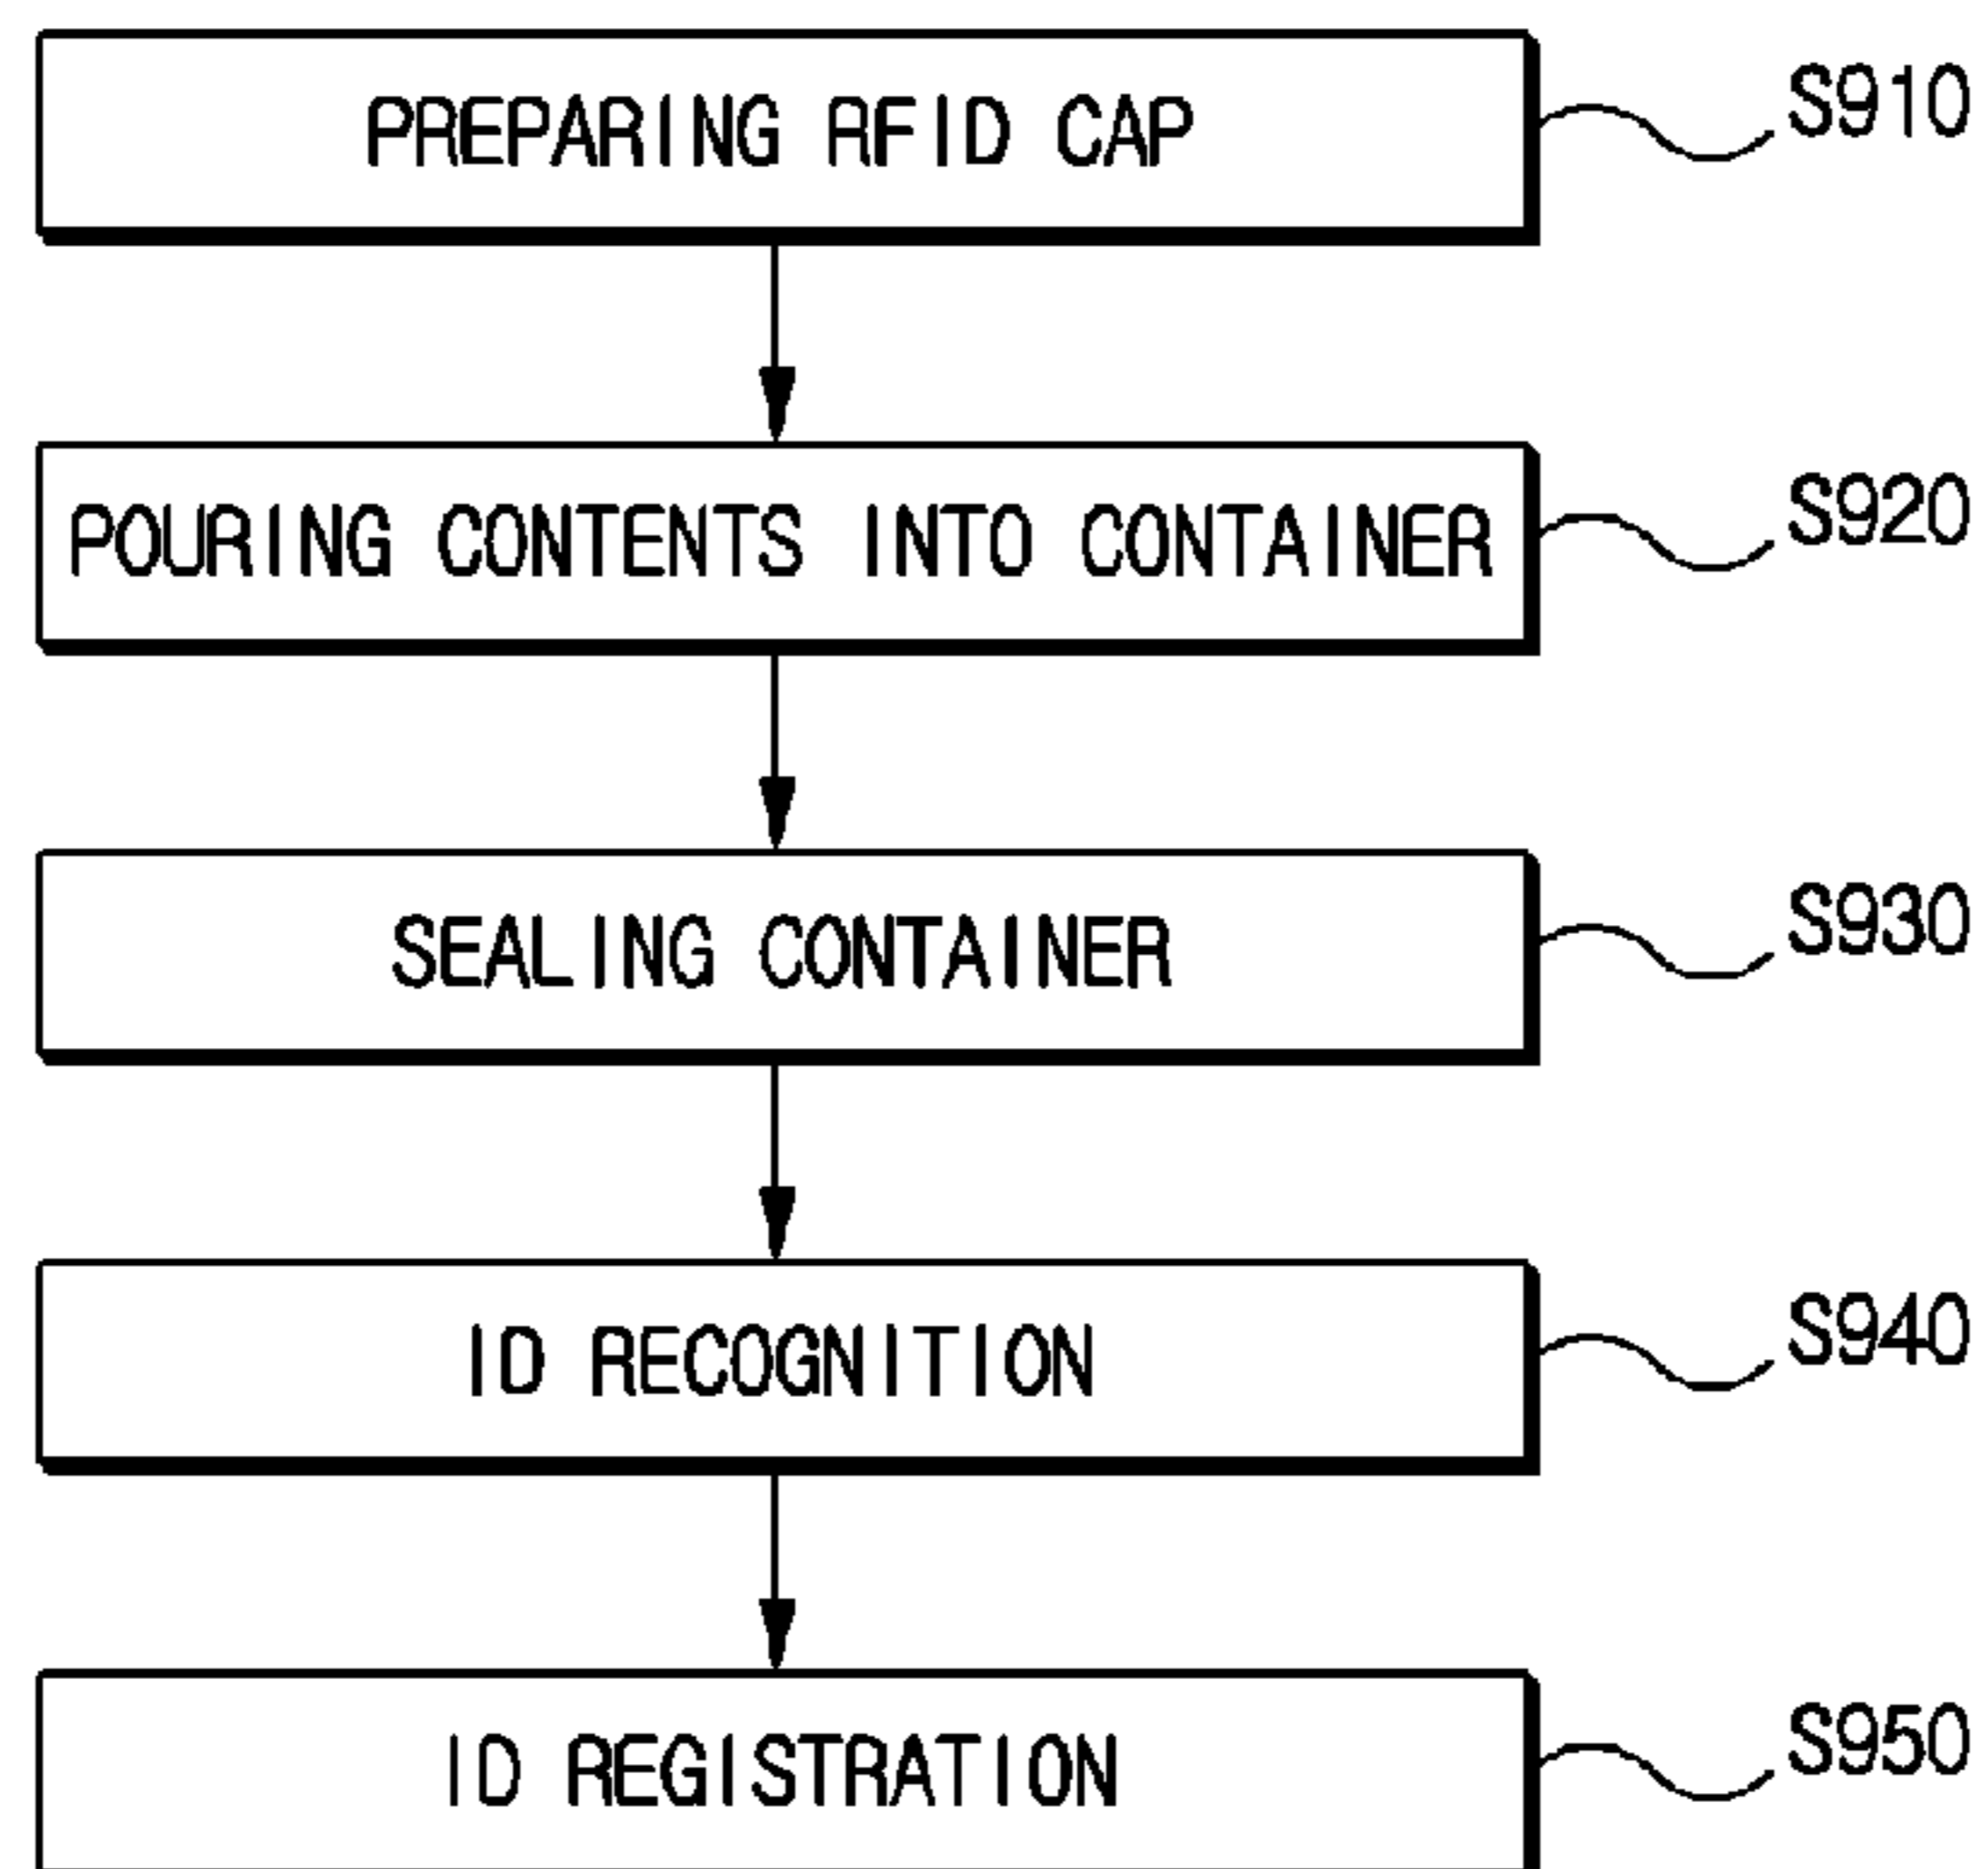 PREPARING RFID CAP S910
POURING CONTENTS INTO CONTAINER S920
SEALING CONTAINER S930
ID RECOGNITION S940
ID REGISTRATION S950